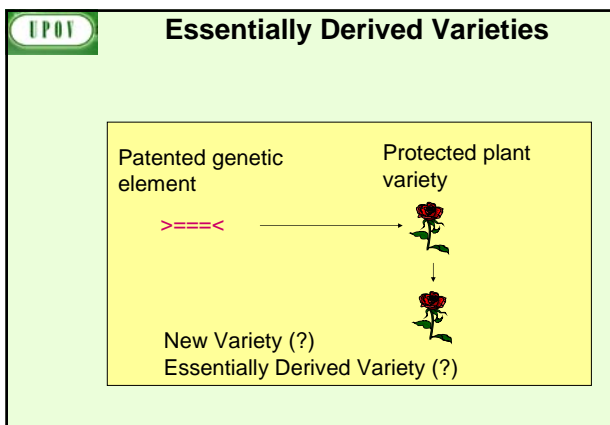 UPOV
Essentially Derived Varieties
Patented genetic
element
Protected plant
variety
>===<
New Variety (?)
Essentially Derived Variety (?)